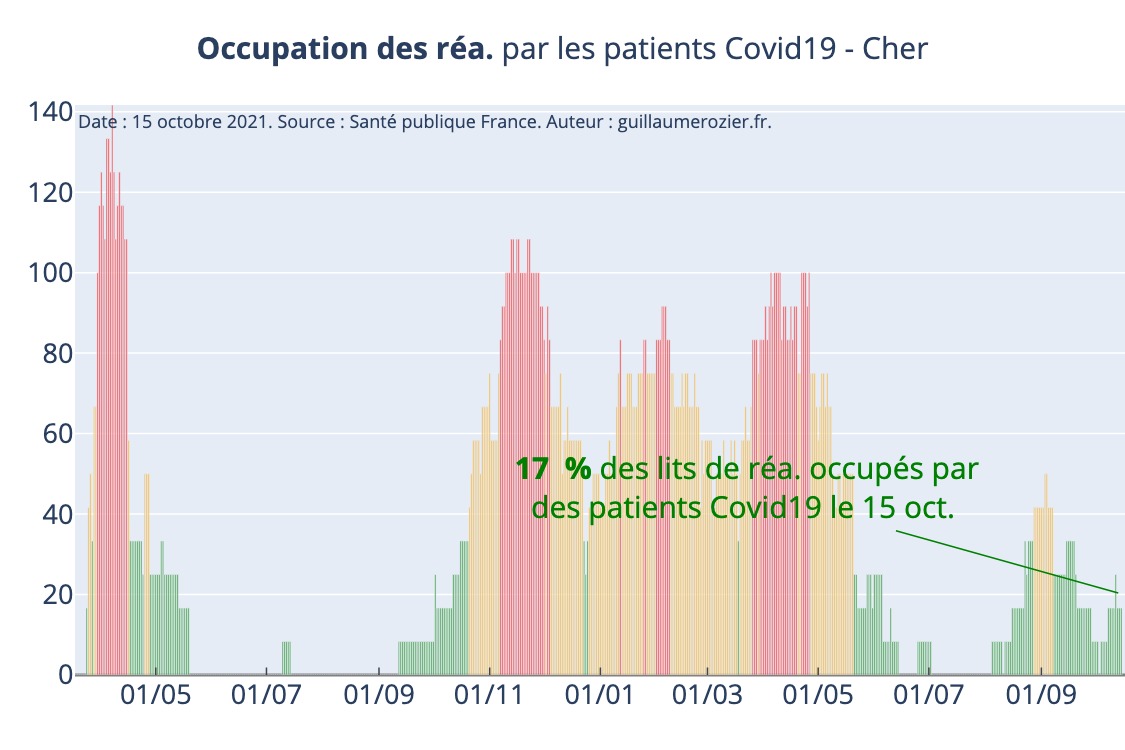 Occupation des réa. par les patients Covid19 - Cher
140
Date : 15 octobre 2021. Source : Santé publique France. Auteur : guillaumerozier.fr.
120
100
80
60
17 % des lits de réa. occupés par
des patients Covid19 le 15 oct.
40
20
0
01/05 01/07 01/09 01/11 01/01 01/03 01/05 01/07 01/09